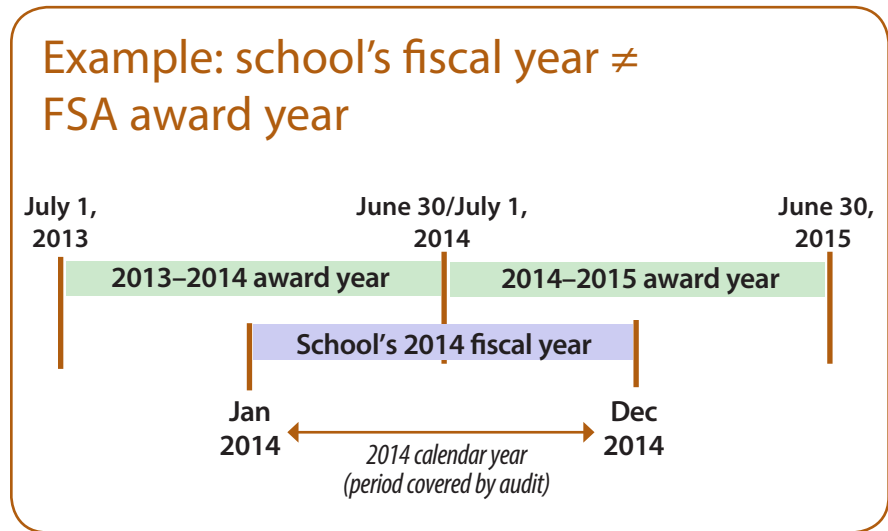 Example: school's fiscal year ≠
FSA award year
July 1,
2013
June 30/July 1,
2014
June 30,
2015
2013–2014 award year
2014–2015 award year
School's 2014 fiscal year
Jan
2014
Dec
2014
2014 calendar year
(period covered by audit)